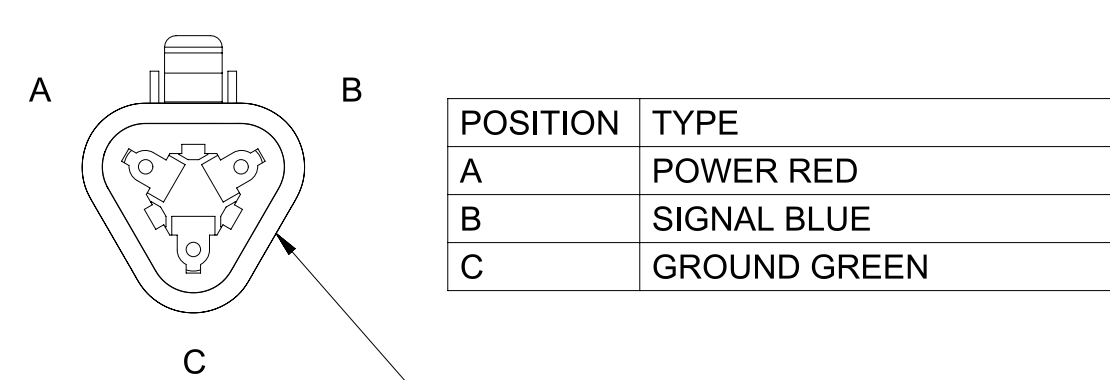 A
B
POSITION TYPE
A POWER RED
B SIGNAL BLUE
C GROUND GREEN
C